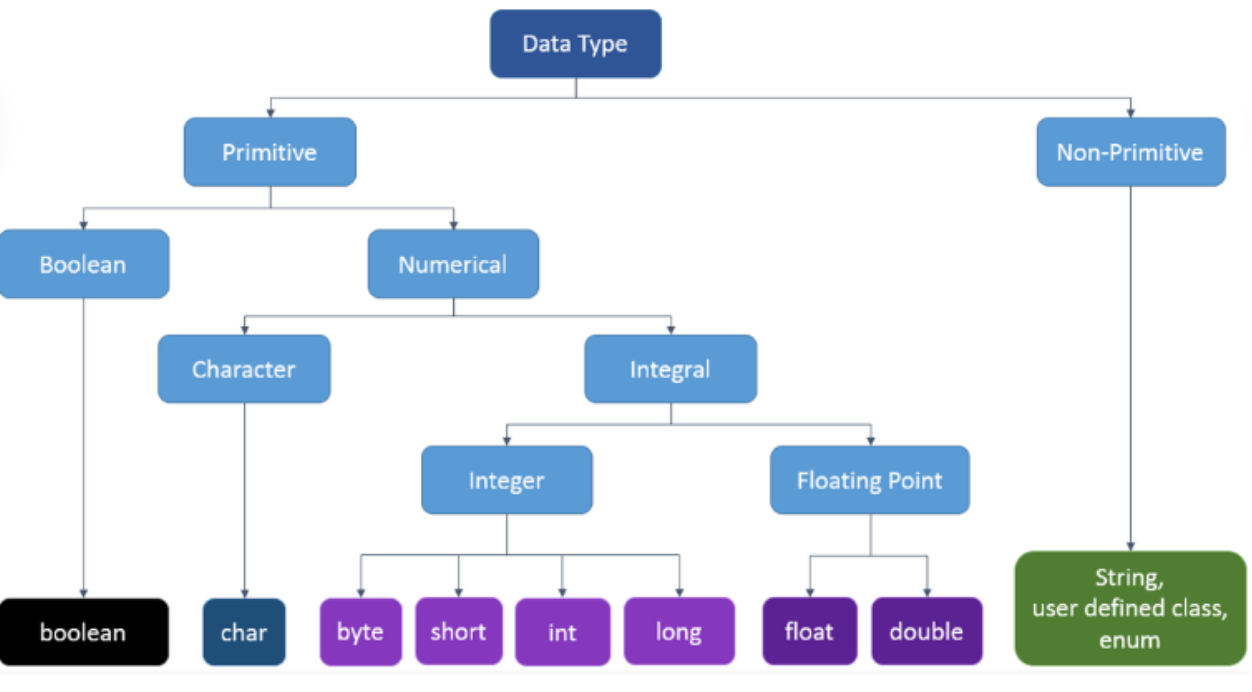 Data Type
Primitive
Non-Primitive
Boolean
Numerical
Character
Integral
Integer
Floating Point
boolean
char
byte
short
int
long
float
double
String,
user defined class,
enum